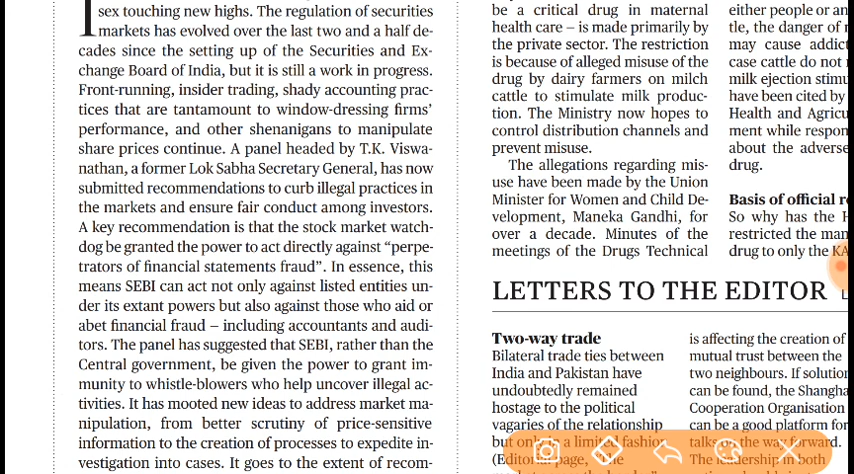 sex touching new highs. The regulation of securities
markets has evolved over the last two and a half de-
cades since the setting up of the Securities and Ex-
change Board of India, but it is still a work in progress.
Front-running, insider trading, shady accounting prac-
tices that are tantamount to window-dressing firms'
performance, and other shenanigans to manipulate
share prices continue. A panel headed by T.K. Viswa-
nathan, a former Lok Sabha Secretary General, has now
submitted recommendations to curb illegal practices in
the markets and ensure fair conduct among investors.
A key recommendation is that the stock market watch-
dog be granted the power to act directly against “perpe-
trators of financial statements fraud”. In essence, this
means SEBI can act not only against listed entities un-
der its extant powers but also against those who aid or
abet financial fraud – including accountants and audi-
tors. The panel has suggested that SEBI, rather than the
Central government, be given the power to grant im-
munity to whistle-blowers who help uncover illegal ac-
tivities. It has mooted new ideas to address market ma-
nipulation, from better scrutiny of price-sensitive
information to the creation of processes to expedite in-
vestigation into cases. It goes to the extent of recom-
be a critical drug in maternal
health care – is made primarily by
the private sector. The restriction
is because of alleged misuse of the
drug by dairy farmers on milch
cattle to stimulate milk produc-
tion. The Ministry now hopes to
control distribution channels and
prevent misuse.
The allegations regarding mis-
use have been made by the Union
Minister for Women and Child De-
velopment, Maneka Gandhi, for
over a decade. Minutes of the
meetings of the Drugs Technical
either people or an
tle, the danger of
may cause addict
case cattle do not
milk ejection stimu
have been cited by
Health and Agricu
ment while respon
about the adverse
drug.
Basis of official
So why has the
restricted the man
drug to only the KA
LETTERS TO THE EDITOR
Two-way trade
Bilateral trade ties between
India and Pakistan have
undoubtedly remained
hostage to the political
vagaries of the relationship
but only in a limited fashion
(Editorial page, “The
is affecting the creation of
mutual trust between the
two neighbours. If solution
can be found, the Shangha
Cooperation Organisation
can be a good platform for
talks on the way forward.
The leadership in both